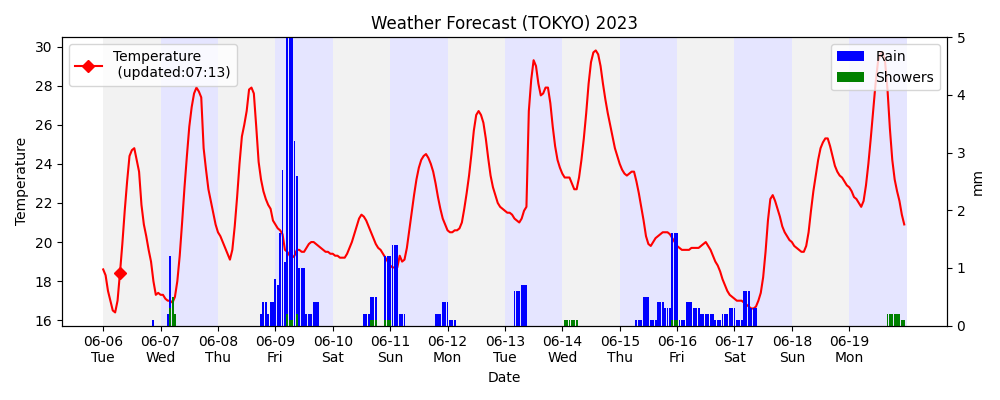 Weather Forecast (TOKYO) 2023
Temperature
(updated:07:13)
Rain
Showers
30
28
26
24
22
20
18
16
Temperature
5
4
3
2
1
0
mm
06-06 06-07 06-08 06-09 06-10 06-11 06-12 06-13 06-14 06-15 06-16 06-17 06-18 06-19
Tue Wed Thu Fri Sat Sun Mon Tue Wed Thu Fri Sat Sun Mon
Date